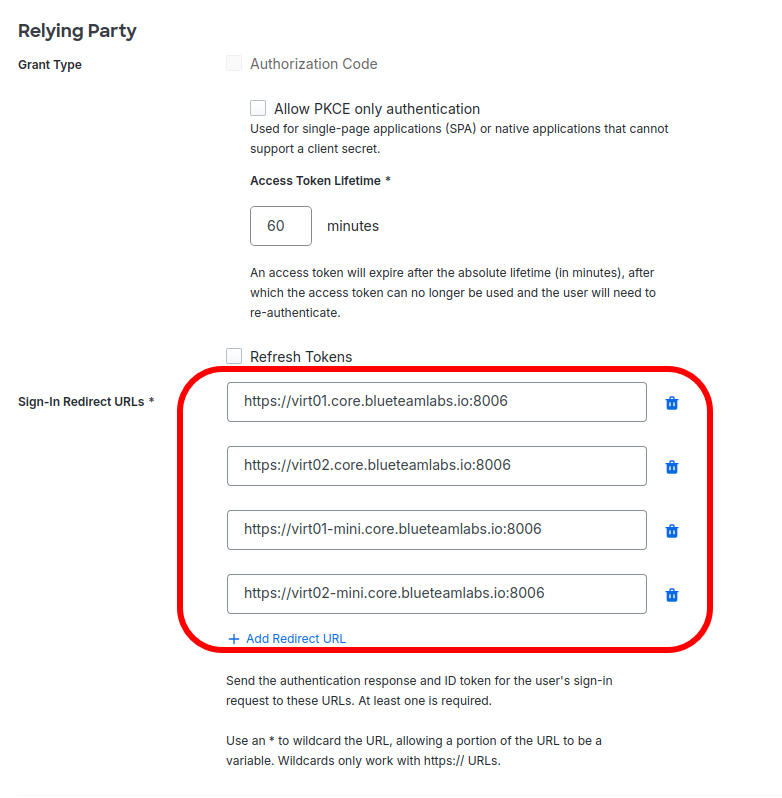 Relying Party
Grant Type
Authorization Code
Allow PKCE only authentication
Used for single-page applications (SPA) or native applications that cannot
support a client secret.
Access Token Lifetime *
60 minutes
An access token will expire after the absolute lifetime (in minutes), after
which the access token can no longer be used and the user will need to
re-authenticate.
Refresh Tokens
Sign-In Redirect URLs *
https://virt01.core.blueteamlabs.io:8006
https://virt02.core.blueteamlabs.io:8006
https://virt01-mini.core.blueteamlabs.io:8006
https://virt02-mini.core.blueteamlabs.io:8006
+ Add Redirect URL
Send the authentication response and ID token for the user's sign-in
request to these URLs. At least one is required.
Use an * to wildcard the URL, allowing a portion of the URL to be a
variable. Wildcards only work with https:// URLs.